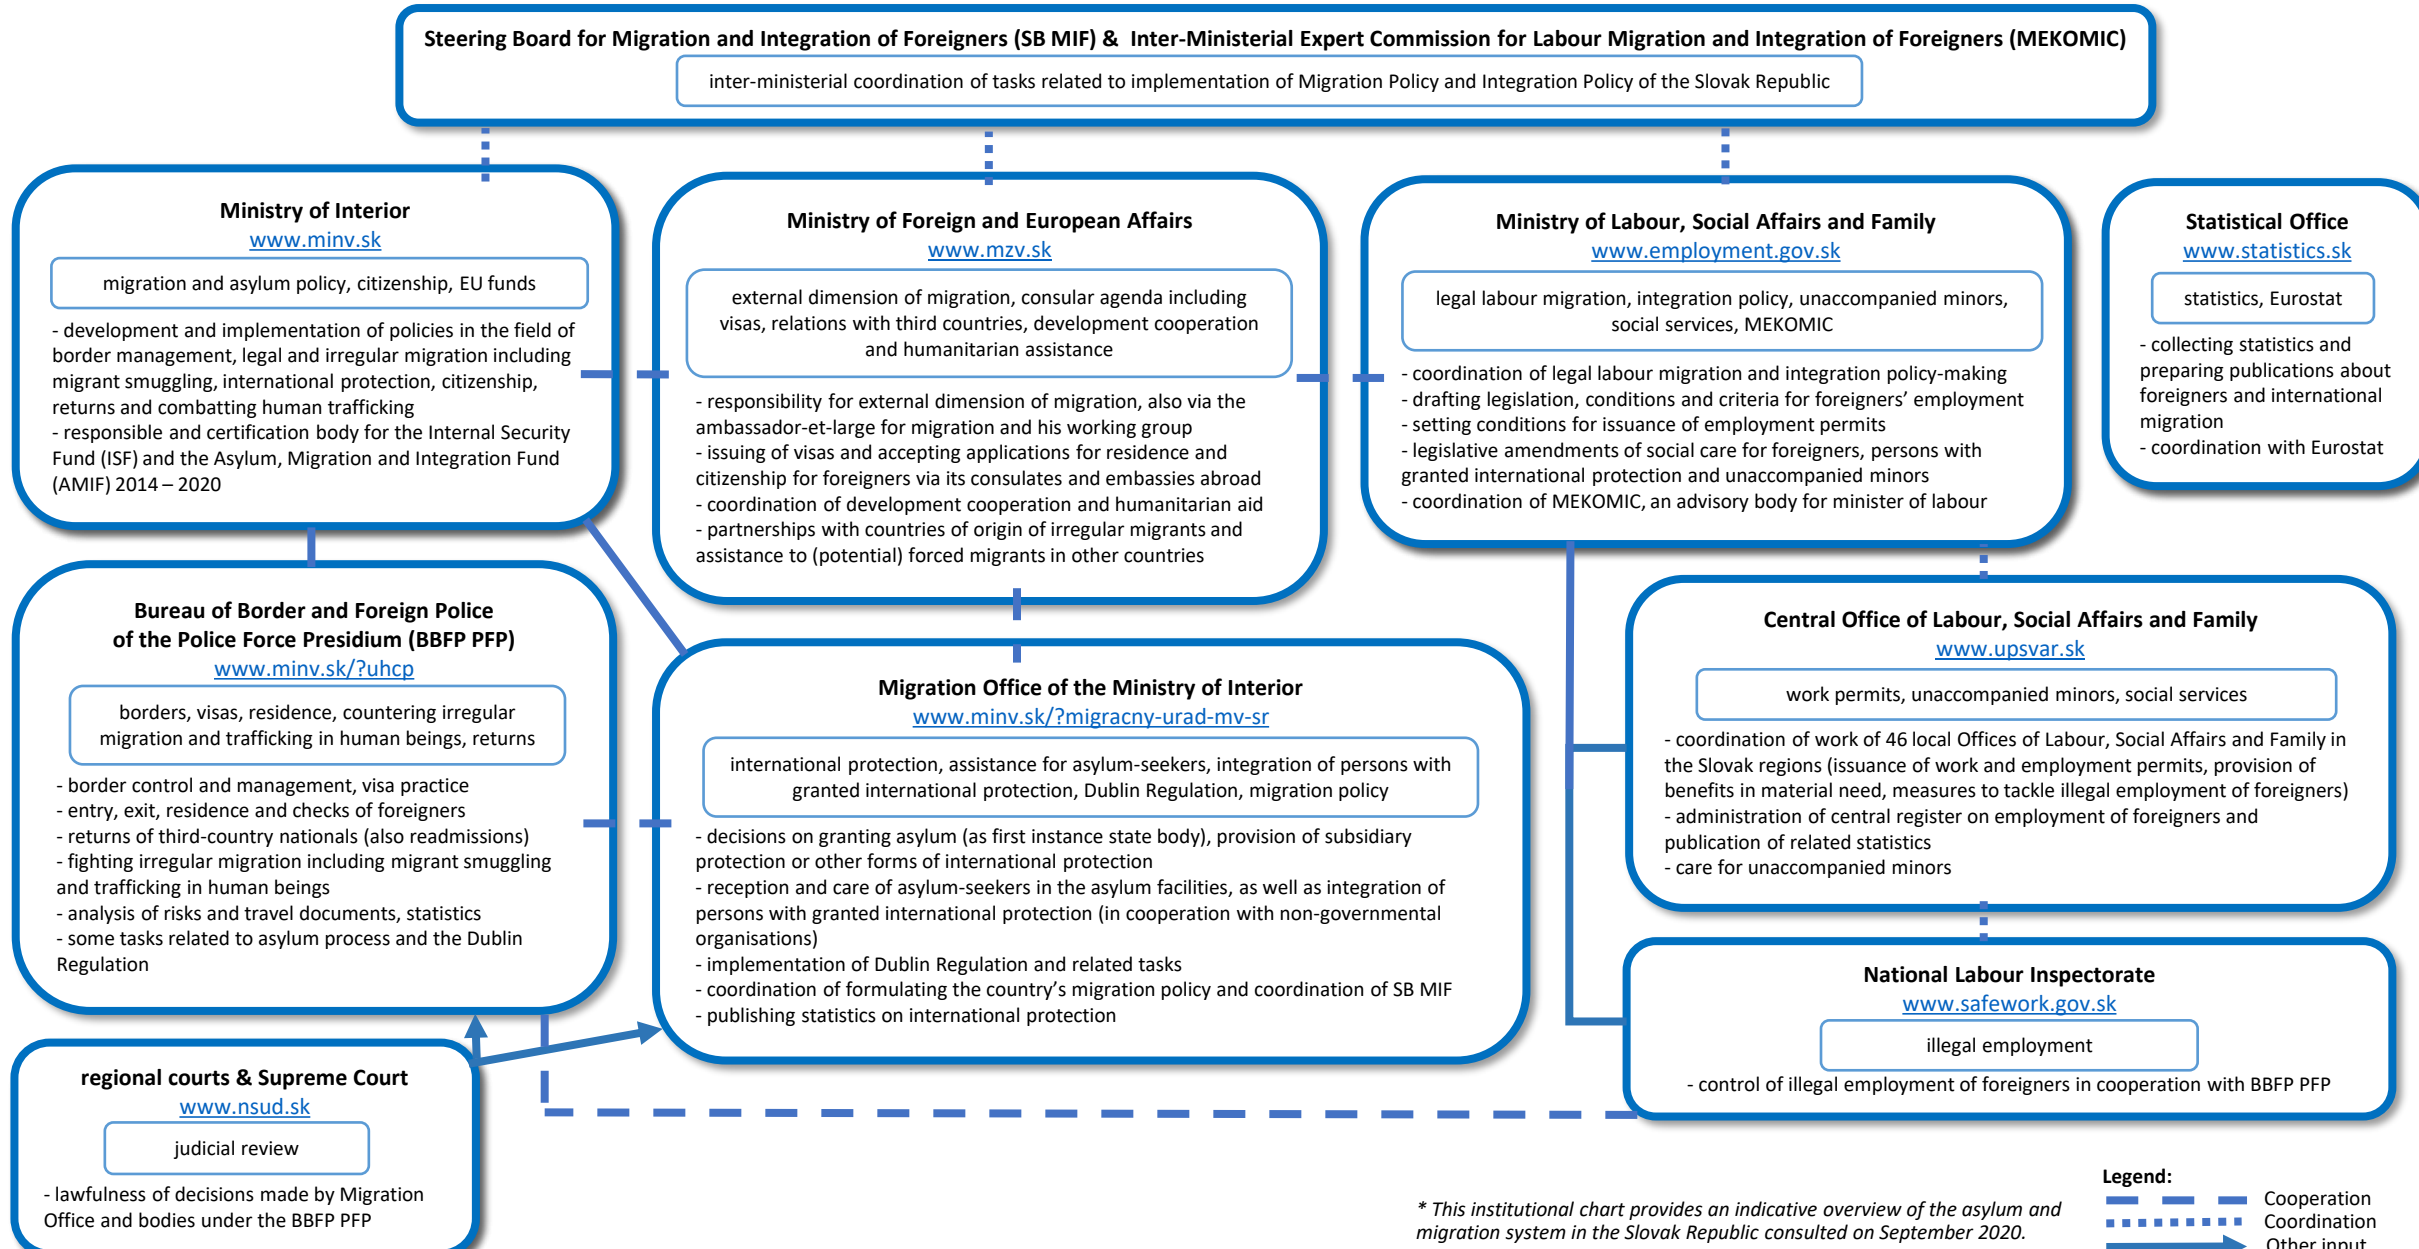 Steering Board for Migration and Integration of Foreigners (SB MIF) & Inter-Ministerial Expert Commission for Labour Migration and Integration of Foreigners (MEKOMIC)
inter-ministerial coordination of tasks related to implementation of Migration Policy and Integration Policy of the Slovak Republic
Ministry of Interior
www.minv.sk
migration and asylum policy, citizenship, EU funds
- development and implementation of policies in the field of
border management, legal and irregular migration including
migrant smuggling, international protection, citizenship,
returns and combatting human trafficking
- responsible and certification body for the Internal Security
Fund (ISF) and the Asylum, Migration and Integration Fund
(AMIF) 2014 – 2020
Ministry of Foreign and European Affairs
www.mzv.sk
external dimension of migration, consular agenda including
visas, relations with third countries, development cooperation
and humanitarian assistance
- responsibility for external dimension of migration, also via the
ambassador-et-large for migration and his working group
- issuing of visas and accepting applications for residence and
citizenship for foreigners via its consulates and embassies abroad
- coordination of development cooperation and humanitarian aid
- partnerships with countries of origin of irregular migrants and
assistance to (potential) forced migrants in other countries
Ministry of Labour, Social Affairs and Family
www.employment.gov.sk
legal labour migration, integration policy, unaccompanied minors,
social services, MEKOMIC
- coordination of legal labour migration and integration policy-making
- drafting legislation, conditions and criteria for foreigners’ employment
- setting conditions for issuance of employment permits
- legislative amendments of social care for foreigners, persons with
granted international protection and unaccompanied minors
- coordination of MEKOMIC, an advisory body for minister of labour
Statistical Office
www.statistics.sk
statistics, Eurostat
- collecting statistics and
preparing publications about
foreigners and international
migration
- coordination with Eurostat
Bureau of Border and Foreign Police
of the Police Force Presidium (BBFP PFP)
www.minv.sk/?uhcp
borders, visas, residence, countering irregular
migration and trafficking in human beings, returns
- border control and management, visa practice
- entry, exit, residence and checks of foreigners
- returns of third-country nationals (also readmissions)
- fighting irregular migration including migrant smuggling
and trafficking in human beings
- analysis of risks and travel documents, statistics
- some tasks related to asylum process and the Dublin
Regulation
Migration Office of the Ministry of Interior
www.minv.sk/?migracny-urad-mv-sr
international protection, assistance for asylum-seekers, integration of persons with
granted international protection, Dublin Regulation, migration policy
- decisions on granting asylum (as first instance state body), provision of subsidiary
protection or other forms of international protection
- reception and care of asylum-seekers in the asylum facilities, as well as integration of
persons with granted international protection (in cooperation with non-governmental
organisations)
- implementation of Dublin Regulation and related tasks
- coordination of formulating the country’s migration policy and coordination of SB MIF
- publishing statistics on international protection
Central Office of Labour, Social Affairs and Family
www.upsvar.sk
work permits, unaccompanied minors, social services
- coordination of work of 46 local Offices of Labour, Social Affairs and Family in
the Slovak regions (issuance of work and employment permits, provision of
benefits in material need, measures to tackle illegal employment of foreigners)
- administration of central register on employment of foreigners and
publication of related statistics
- care for unaccompanied minors
National Labour Inspectorate
www.safework.gov.sk
illegal employment
- control of illegal employment of foreigners in cooperation with BBFP PFP
regional courts & Supreme Court
www.nsud.sk
judicial review
- lawfulness of decisions made by Migration
Office and bodies under the BBFP PFP
* This institutional chart provides an indicative overview of the asylum and
migration system in the Slovak Republic consulted on September 2020.
Legend:
Cooperation
Coordination
Other input